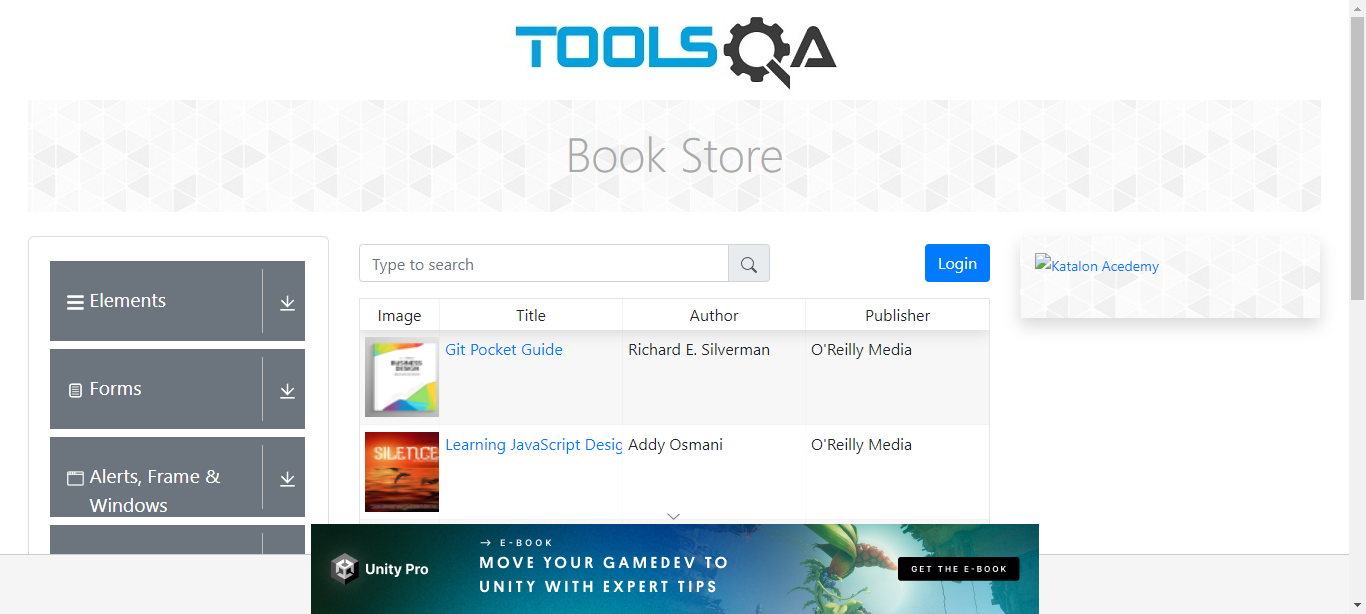 TOOLSQA
Book Store
Elements
Forms
Alerts, Frame &
Windows
Type to search
Login
Image Title Author Publisher
BUSINESS
DESIGN
Git Pocket Guide Richard E. Silverman O'Reilly Media
SILENCE
Learning JavaScript Desig Addy Osmani O'Reilly Media
Katalon Acedemy
Unity Pro
→ E-BOOK
MOVE YOUR GAMEDEV TO
UNITY WITH EXPERT TIPS
GET THE E-BOOK